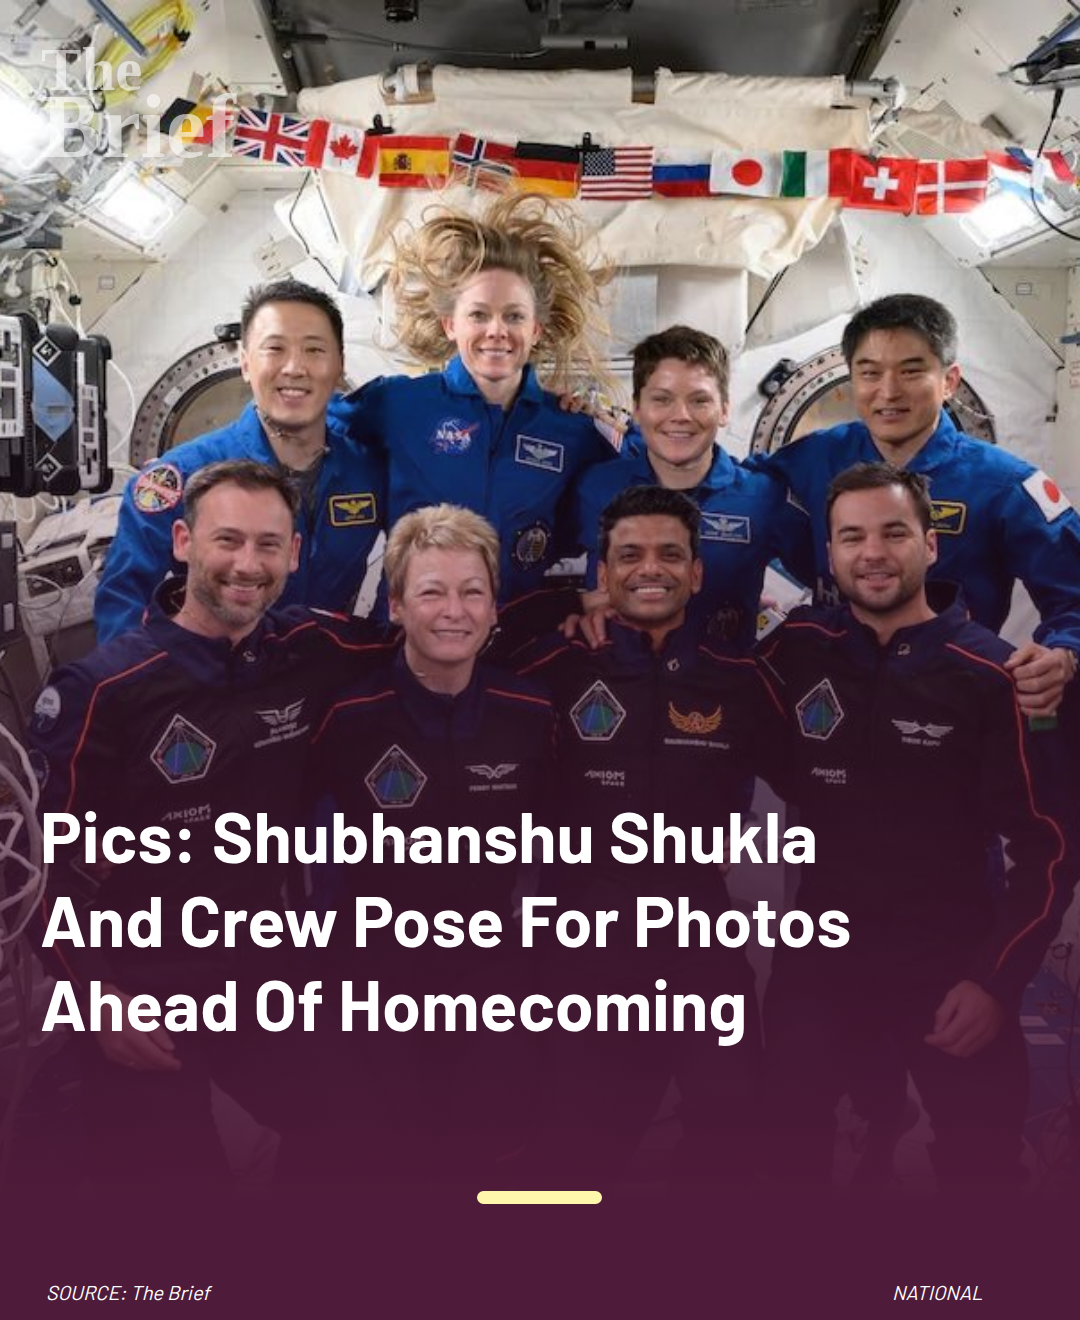 The
Brief
NASA
AXIOM
SPACE
AXIOM
SPACE
AXIOM
Pics: Shubhanshu Shukla
And Crew Pose For Photos
Ahead Of Homecoming
SOURCE: The Brief
NATIONAL